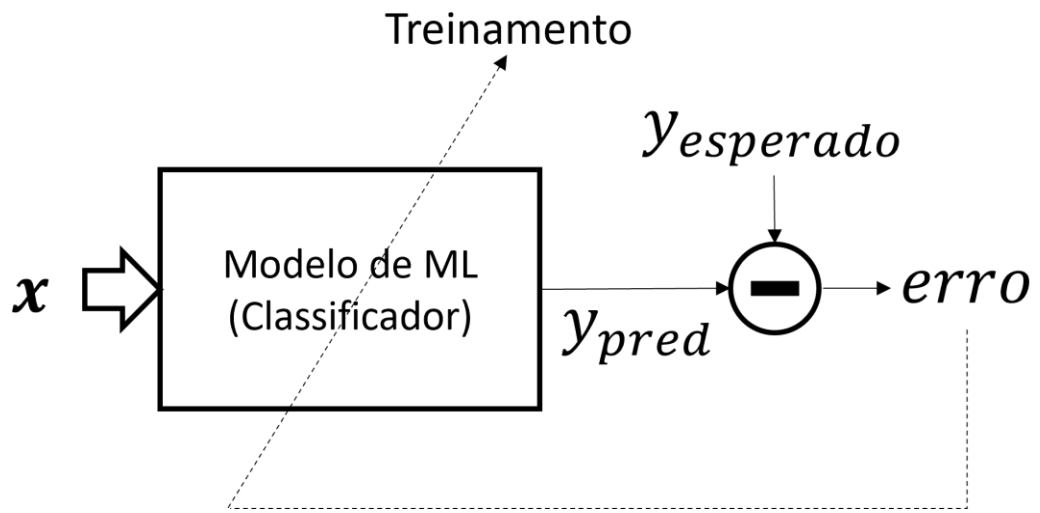 Treinamento
y_esperado
x
Modelo de ML
(Classificador)
y_pred
erro